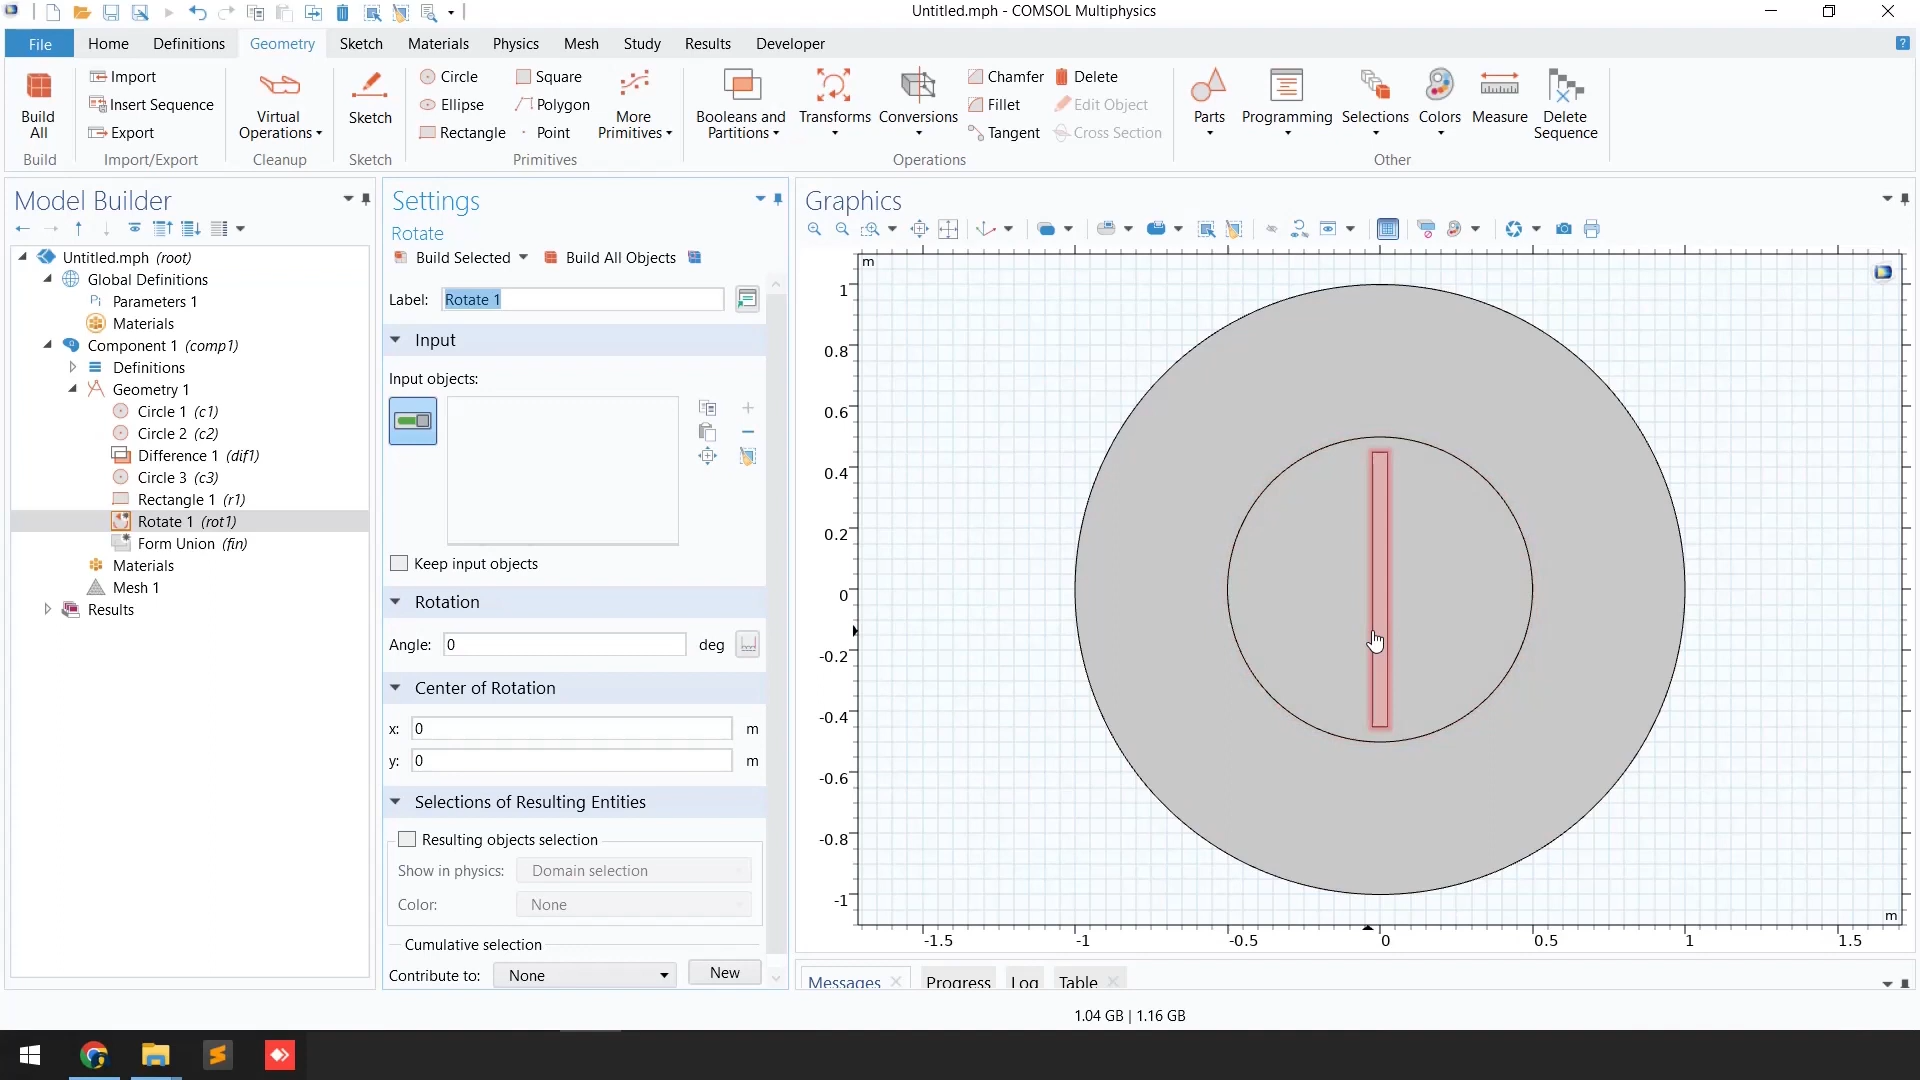 Untitled.mph - COMSOL Multiphysics
File Home Definitions Geometry Sketch Materials Physics Mesh Study Results Developer
Build All
Build
Import
Insert Sequence
Export
Import/Export
Virtual Operations
Cleanup
Sketch
Sketch
Circle
Ellipse
Rectangle
Square
Polygon
Point
More Primitives
Primitives
Booleans and Partitions
Transforms
Conversions
Chamfer
Fillet
Tangent
Delete
Edit Object
Cross Section
Operations
Parts
Programming
Selections
Colors
Measure
Delete Sequence
Other
Model Builder
Untitled.mph (root)
Global Definitions
Parameters 1
Materials
Component 1 (comp1)
Definitions
Geometry 1
Circle 1 (c1)
Circle 2 (c2)
Difference 1 (dif1)
Circle 3 (c3)
Rectangle 1 (r1)
Rotate 1 (rot1)
Form Union (fin)
Materials
Mesh 1
Results
Settings
Rotate
Build Selected Build All Objects
Label: Rotate 1
Input
Input objects:
Keep input objects
Rotation
Angle: 0 deg
Center of Rotation
x: 0 m
y: 0 m
Selections of Resulting Entities
Resulting objects selection
Show in physics: Domain selection
Color: None
Cumulative selection
Contribute to: None New
Graphics
m
1
0.8
0.6
0.4
0.2
0
-0.2
-0.4
-0.6
-0.8
-1
m
-1.5 -1 -0.5 0 0.5 1 1.5
Messages Progress Log Table
1.04 GB | 1.16 GB